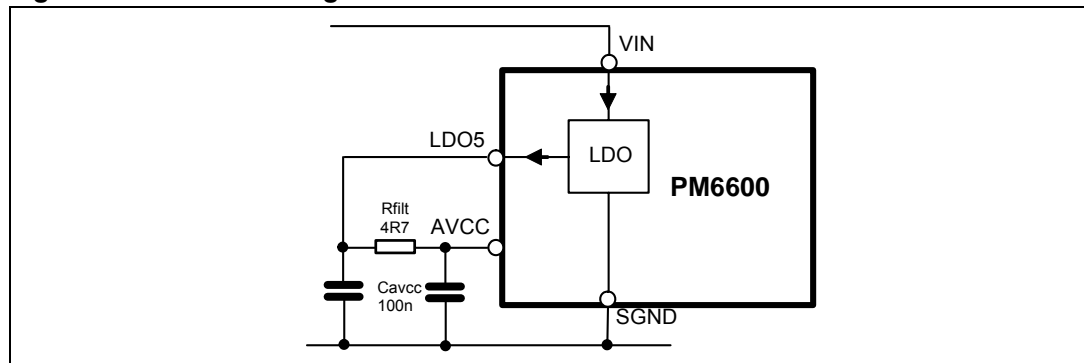 VIN
LDO5
LDO
PM6600
Rfilt
4R7
AVCC
Cavcc
100n
SGND